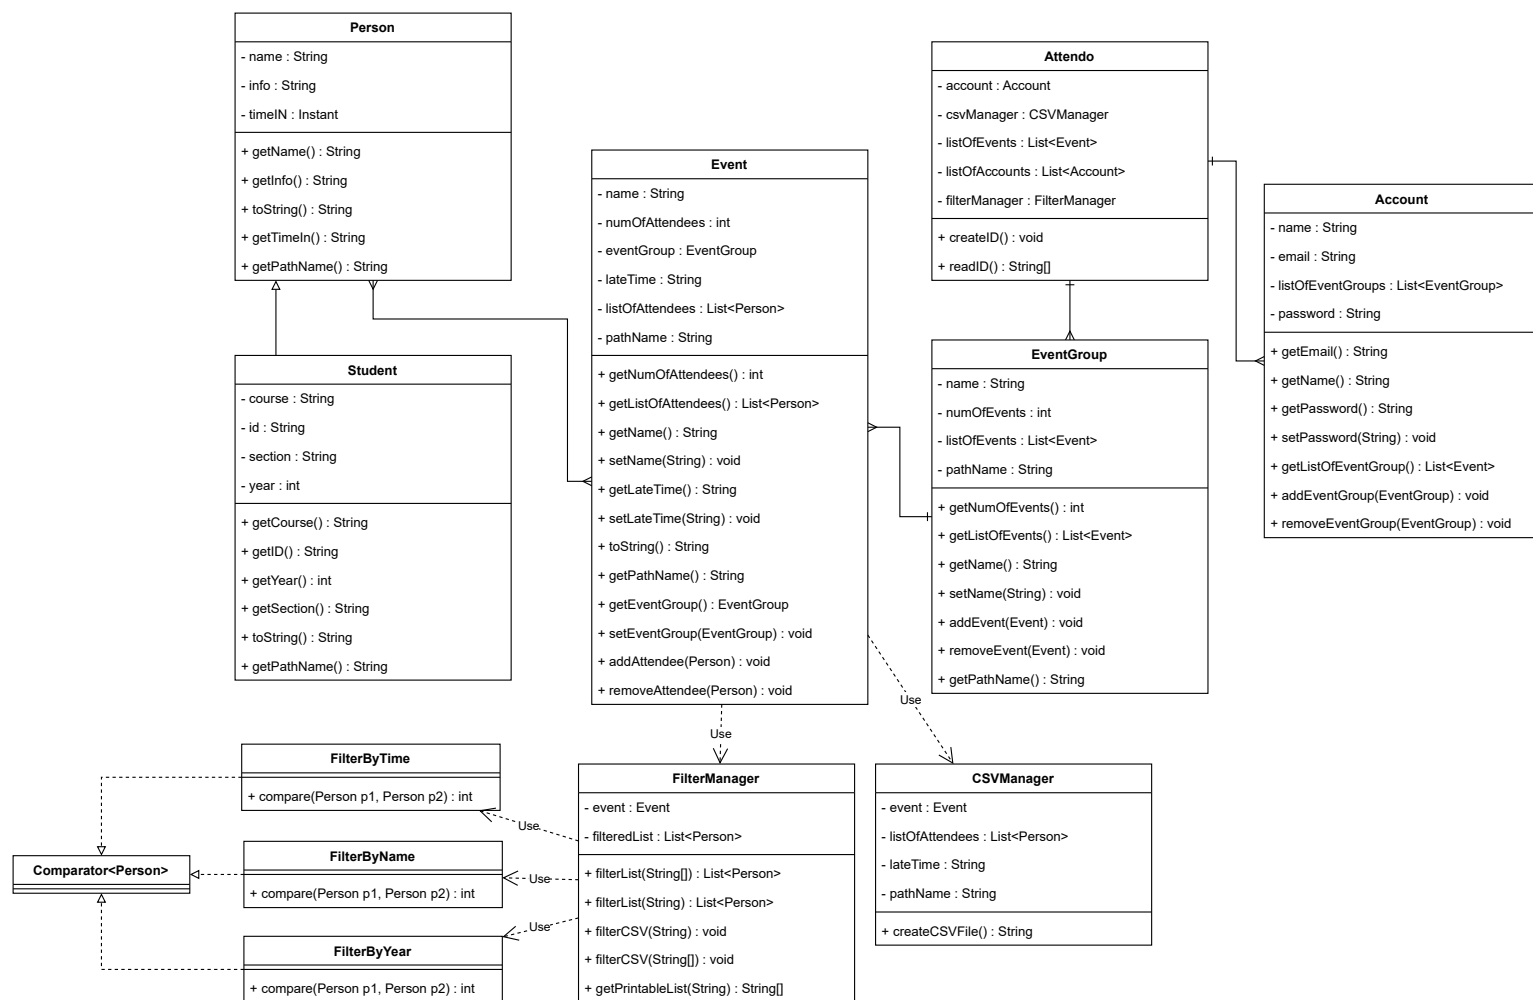 Person
- name : String
- info : String
- timeIN : Instant
+ getName() : String
+ getInfo() : String
+ toString() : String
+ getTimeIn() : String
+ getPathName() : String
Student
- course : String
- id : String
- section : String
- year : int
+ getCourse() : String
+ getID() : String
+ getYear() : int
+ getSection() : String
+ toString() : String
+ getPathName() : String
Event
- name : String
- numOfAttendees : int
- eventGroup : EventGroup
- lateTime : String
- listOfAttendees : List<Person>
- pathName : String
+ getNumOfAttendees() : int
+ getListOfAttendees() : List<Person>
+ getName() : String
+ setName(String) : void
+ getLateTime() : String
+ setLateTime(String) : void
+ toString() : String
+ getPathName() : String
+ getEventGroup() : EventGroup
+ setEventGroup(EventGroup) : void
+ addAttendee(Person) : void
+ removeAttendee(Person) : void
Attendo
- account : Account
- csvManager : CSVManager
- listOfEvents : List<Event>
- listOfAccounts : List<Account>
- filterManager : FilterManager
+ createID() : void
+ readID() : String[]
EventGroup
- name : String
- numOfEvents : int
- listOfEvents : List<Event>
- pathName : String
+ getNumOfEvents() : int
+ getListOfEvents() : List<Event>
+ getName() : String
+ setName(String) : void
+ addEvent(Event) : void
+ removeEvent(Event) : void
+ getPathName() : String
Account
- name : String
- email : String
- listOfEventGroups : List<EventGroup>
- password : String
+ getEmail() : String
+ getName() : String
+ getPassword() : String
+ setPassword(String) : void
+ getListOfEventGroup() : List<Event>
+ addEventGroup(EventGroup) : void
+ removeEventGroup(EventGroup) : void
Use
Use
FilterByTime
+ compare(Person p1, Person p2) : int
Use
Comparator<Person>
FilterByName
+ compare(Person p1, Person p2) : int
Use
FilterByYear
+ compare(Person p1, Person p2) : int
Use
FilterManager
- event : Event
- filteredList : List<Person>
+ filterList(String[]) : List<Person>
+ filterList(String) : List<Person>
+ filterCSV(String) : void
+ filterCSV(String[]) : void
+ getPrintableList(String) : String[]
CSVManager
- event : Event
- listOfAttendees : List<Person>
- lateTime : String
- pathName : String
+ createCSVFile() : String